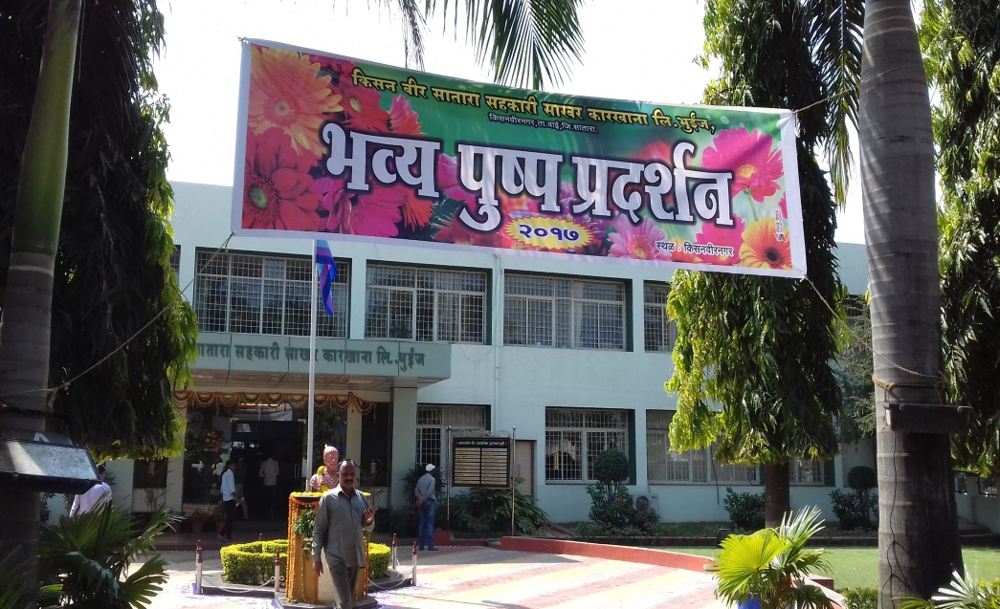 किसन वीर सातारा सहकारी साखर कारखाना लि.भुईंज,
किसनवीरनगर,ता.वाई,जि.सातारा.
भव्य पुष्प प्रदर्शन
२०१७
स्थळ : किसनवीरनगर
सातारा सहकारी साखर कारखाना लि.,भुईंज